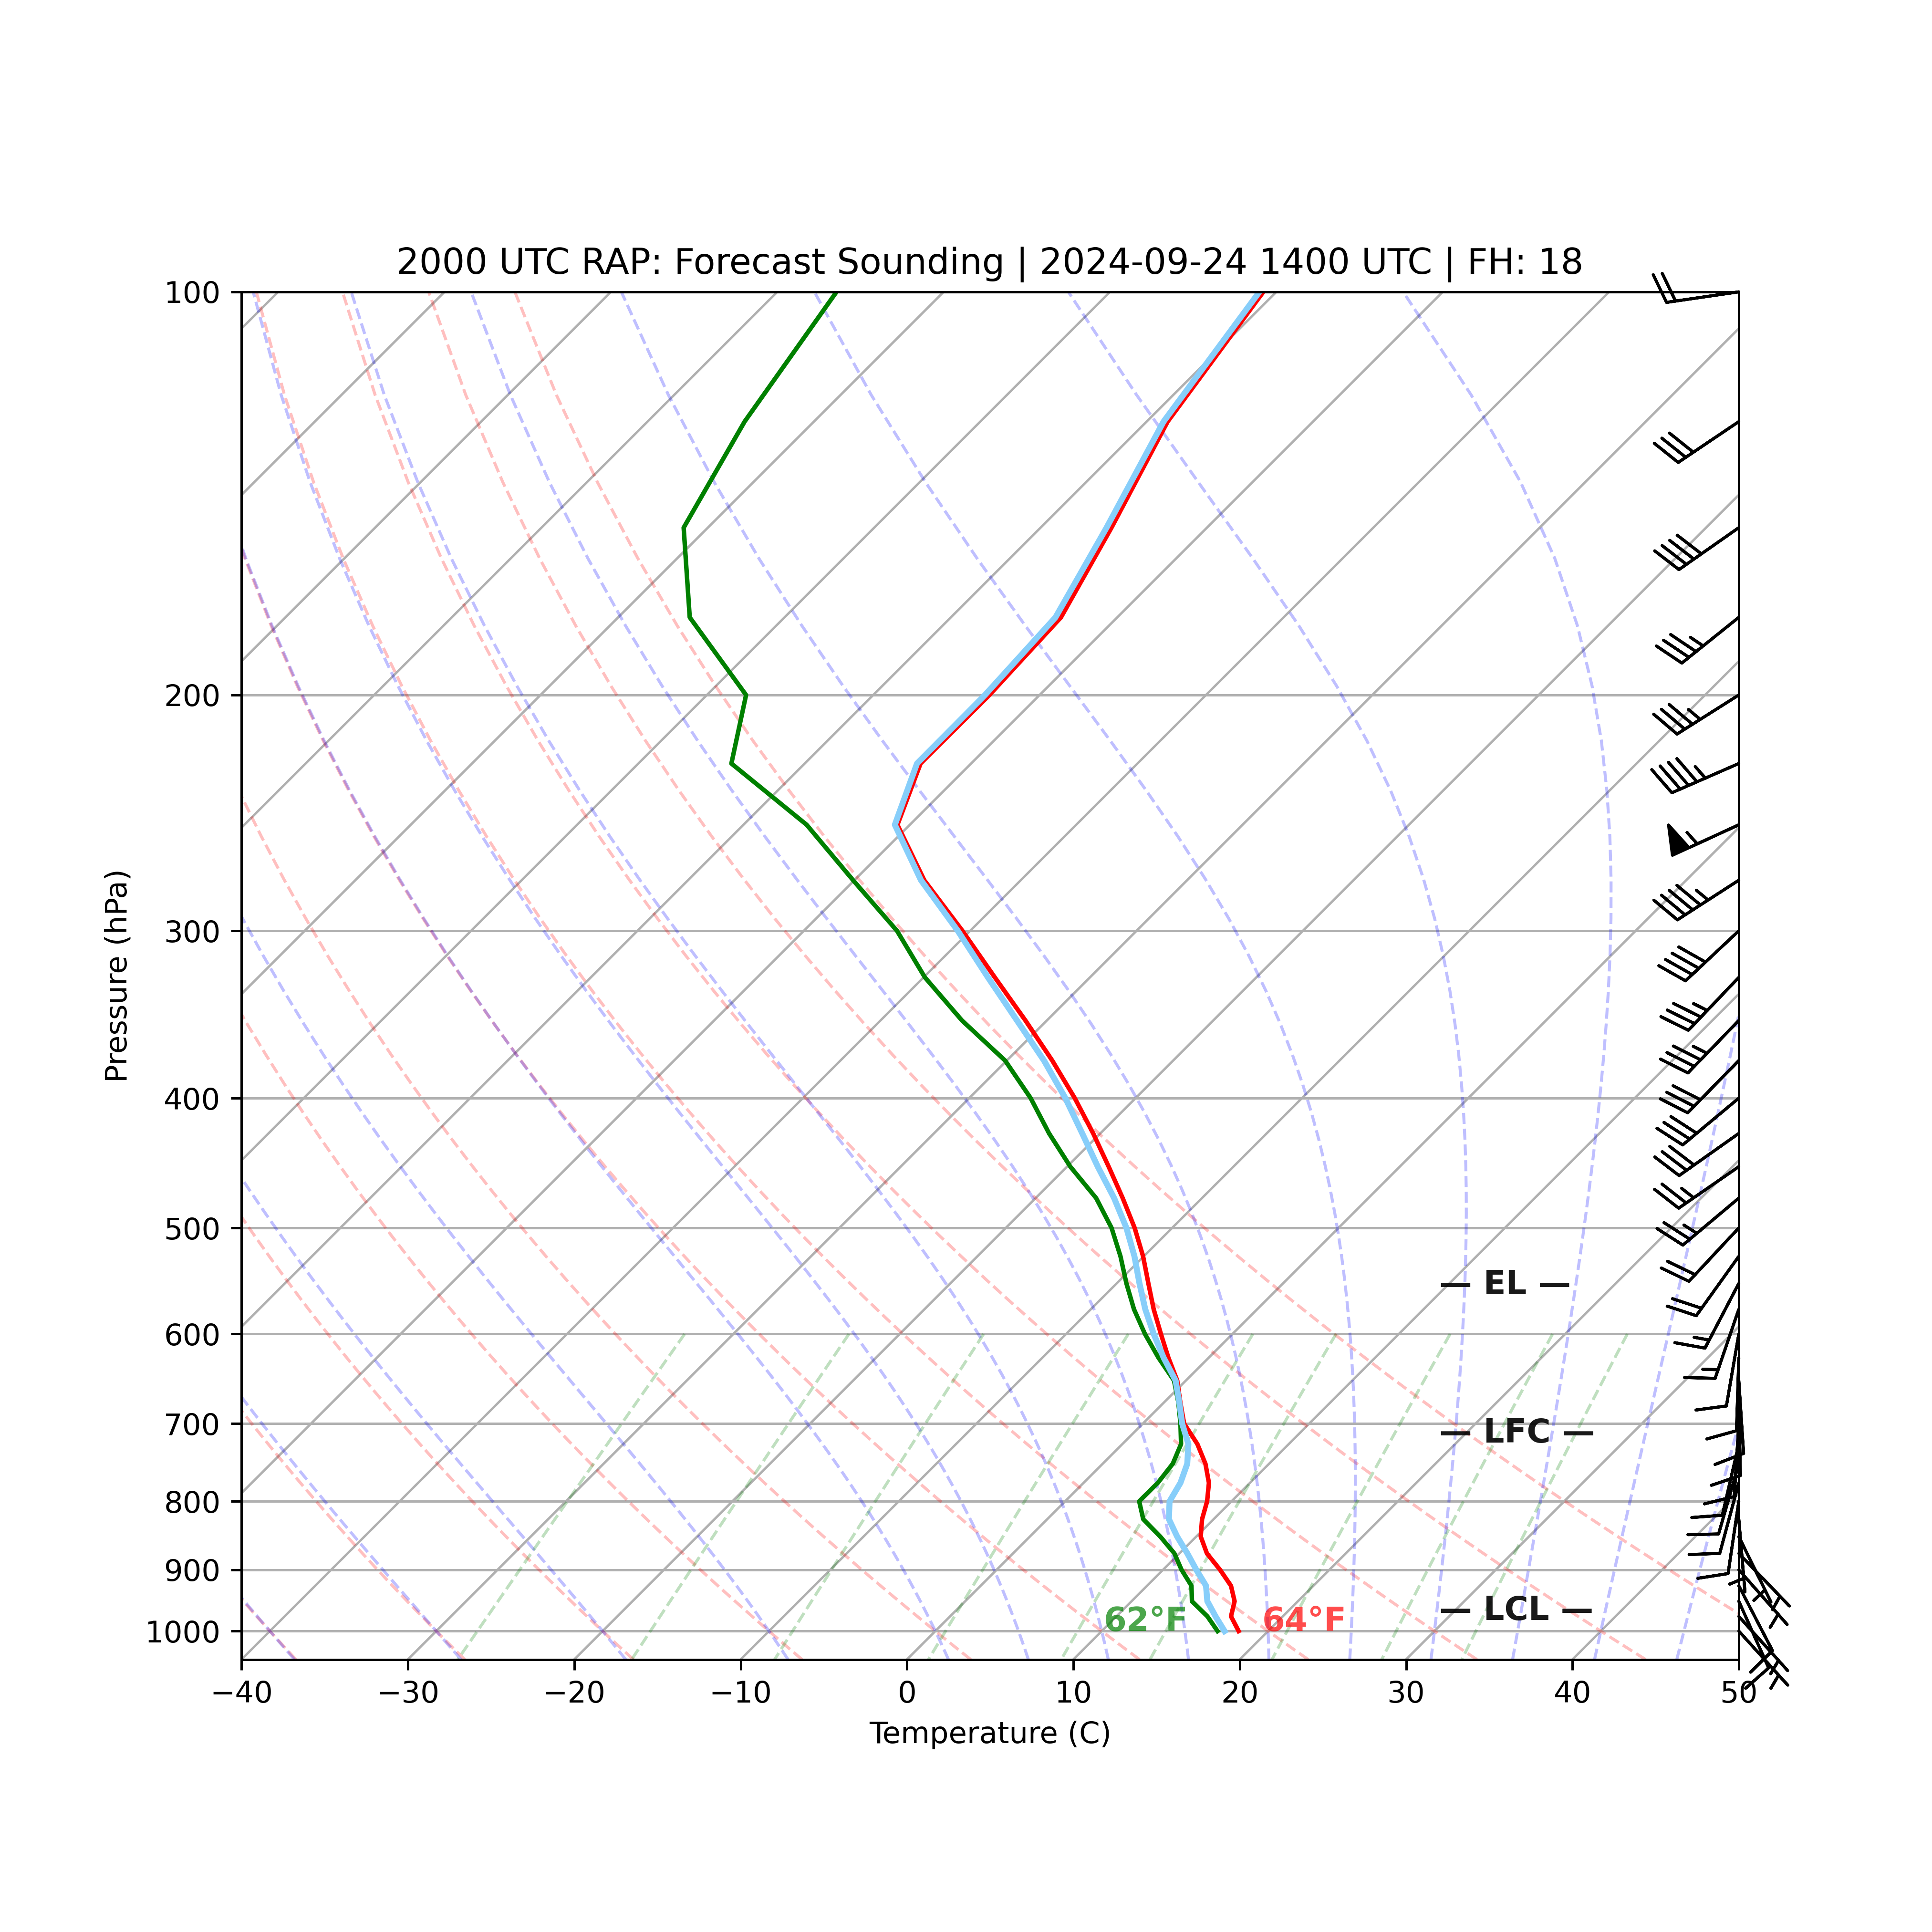 2000 UTC RAP: Forecast Sounding | 2024-09-24 1400 UTC | FH: 18
100
200
300
400
500
600
700
800
900
1000
Pressure (hPa)
— EL —
— LFC —
— LCL —
62°F 64°F
−40 −30 −20 −10 0 10 20 30 40 50
Temperature (C)